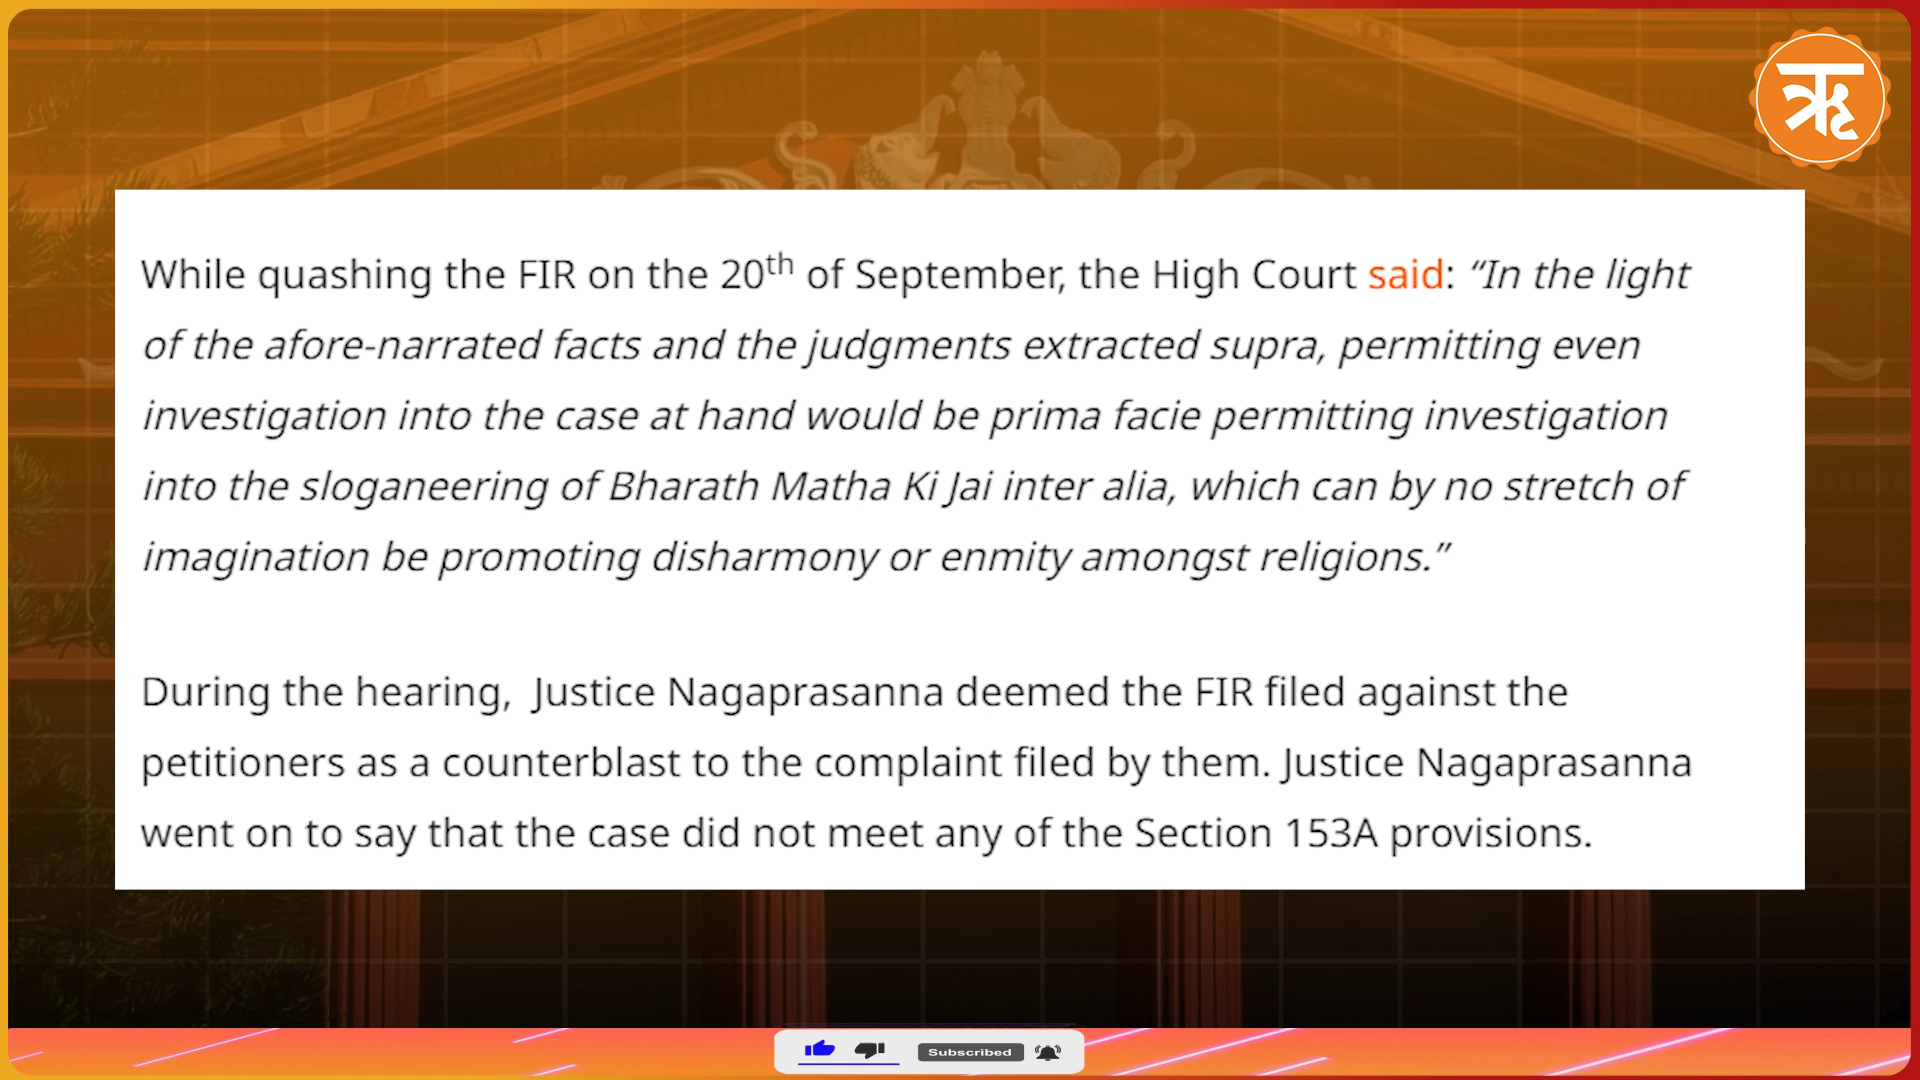 ऋ
While quashing the FIR on the 20th of September, the High Court said: “In the light
of the afore-narrated facts and the judgments extracted supra, permitting even
investigation into the case at hand would be prima facie permitting investigation
into the sloganeering of Bharath Matha Ki Jai inter alia, which can by no stretch of
imagination be promoting disharmony or enmity amongst religions.”
During the hearing,  Justice Nagaprasanna deemed the FIR filed against the
petitioners as a counterblast to the complaint filed by them. Justice Nagaprasanna
went on to say that the case did not meet any of the Section 153A provisions.
Subscribed